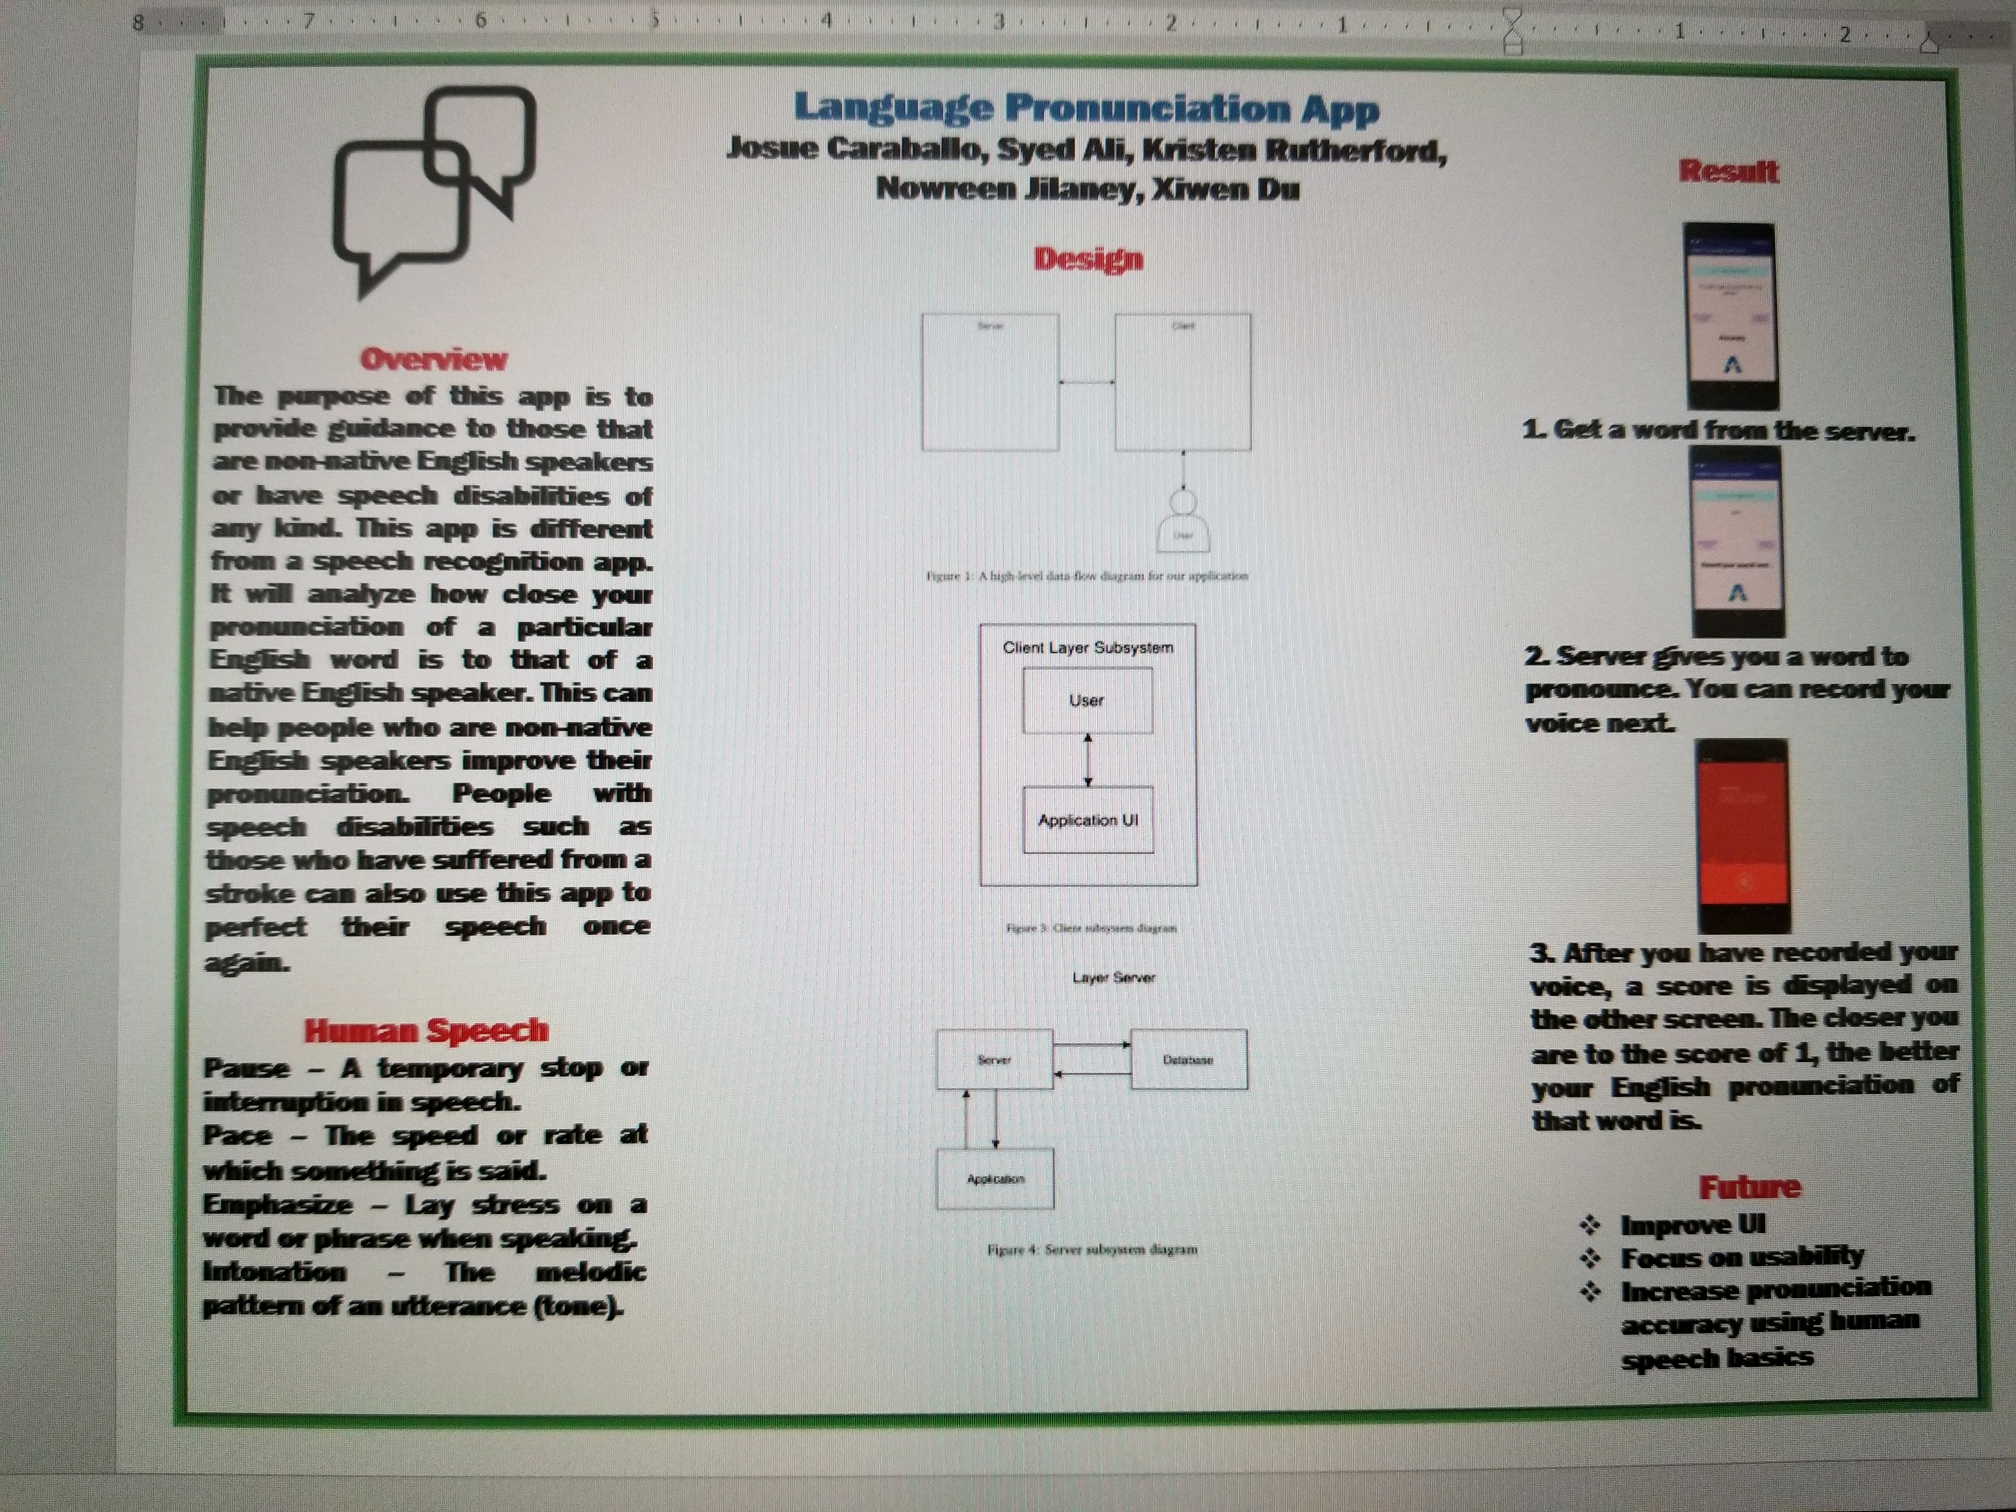 8 7 6 5 4 3 2 1 1 2
Language Pronunciation App
Josue Caraballo, Syed Ali, Kristen Rutherford,
Nowreen Jilaney, Xiwen Du
Overview
The purpose of this app is to
provide guidance to those that
are non-native English speakers
or have speech disabilities of
any kind. This app is different
from a speech recognition app.
It will analyze how close your
pronunciation of a particular
English word is to that of a
native English speaker. This can
help people who are non-native
English speakers improve their
pronunciation. People with
speech disabilities such as
those who have suffered from a
stroke can also use this app to
perfect their speech once
again.
Human Speech
Pause – A temporary stop or
interruption in speech.
Pace – The speed or rate at
which something is said.
Emphasize – Lay stress on a
word or phrase when speaking.
Intonation – The melodic
pattern of an utterance (tone).
Design
Server
Client
User
Figure 1: A high-level data-flow diagram for our application
Client Layer Subsystem
User
Application UI
Figure 3: Client subsystem diagram
Layer Server
Server
Database
Application
Figure 4: Server subsystem diagram
Result
1. Get a word from the server.
2. Server gives you a word to
pronounce. You can record your
voice next.
3. After you have recorded your
voice, a score is displayed on
the other screen. The closer you
are to the score of 1, the better
your English pronunciation of
that word is.
Future
❖ Improve UI
❖ Focus on usability
❖ Increase pronunciation
accuracy using human
speech basics